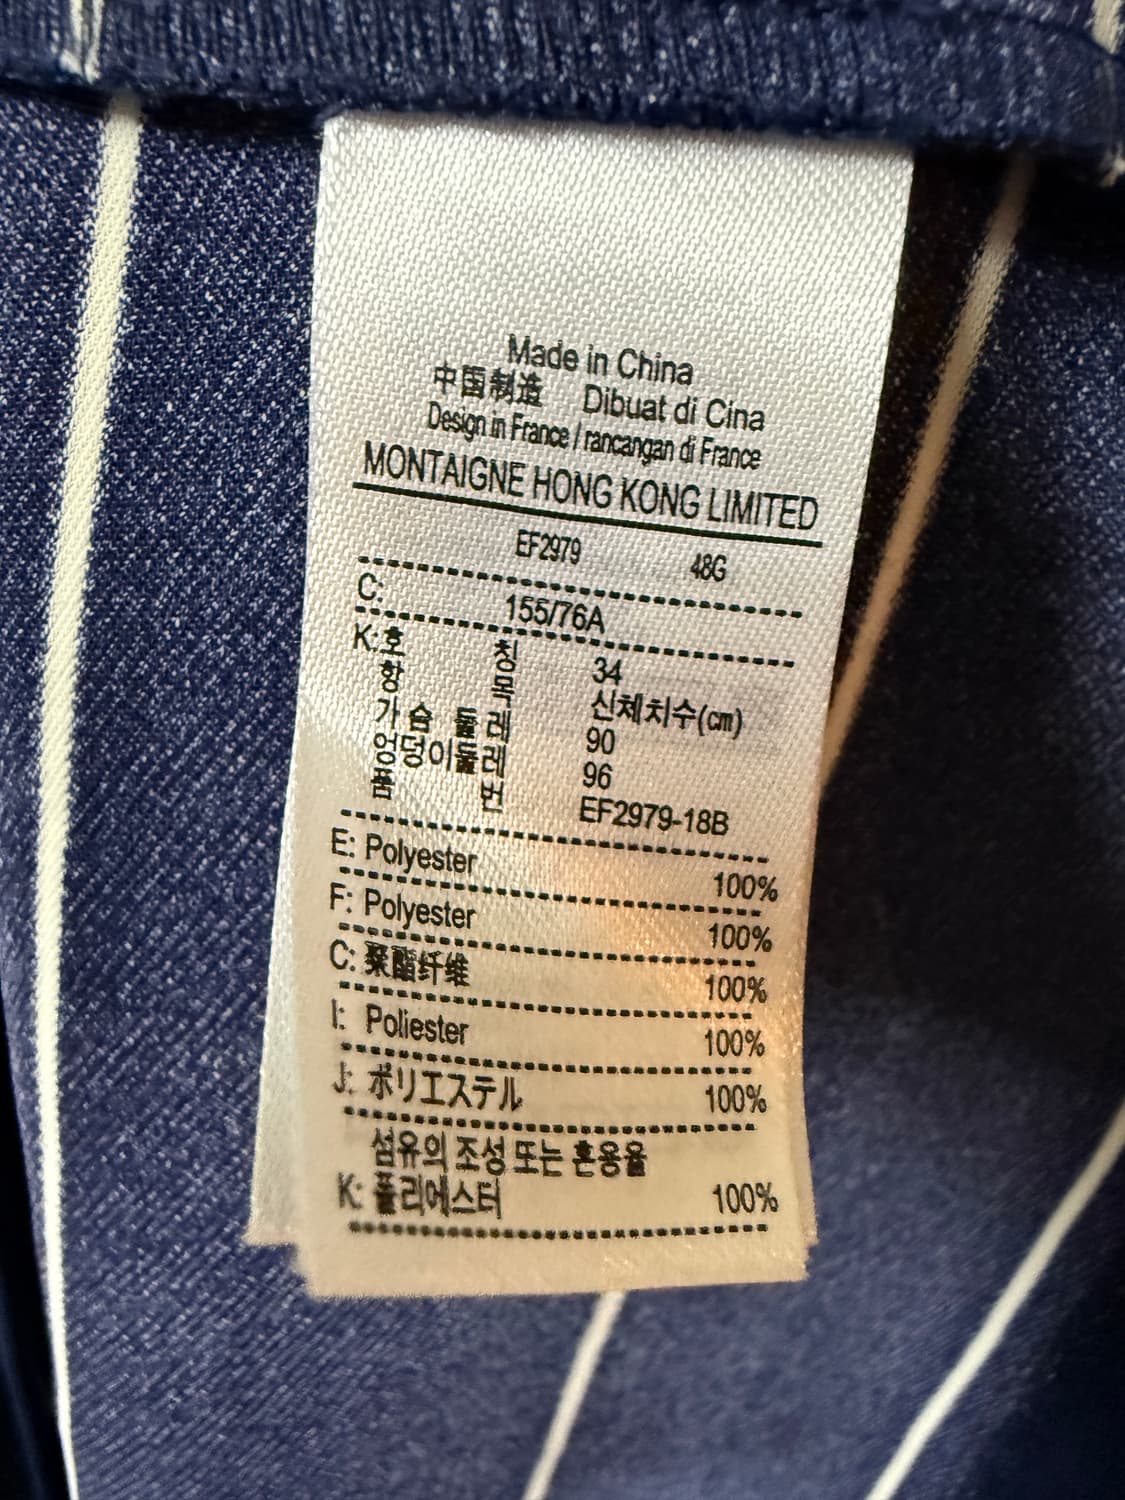 Made in China
中国制造 Dibuat di Cina
Design in France / rancangan di France
MONTAIGNE HONG KONG LIMITED
EF2979 48G
C: 155/76A
K: 호 칭 34
항 목 신체치수(cm)
가슴둘레 90
엉덩이둘레 96
품 번 EF2979-18B
E: Polyester 100%
F: Polyester 100%
C: 聚酯纤维 100%
I: Poliester 100%
J: ポリエステル 100%
섬유의 조성 또는 혼용율
K: 폴리에스터 100%